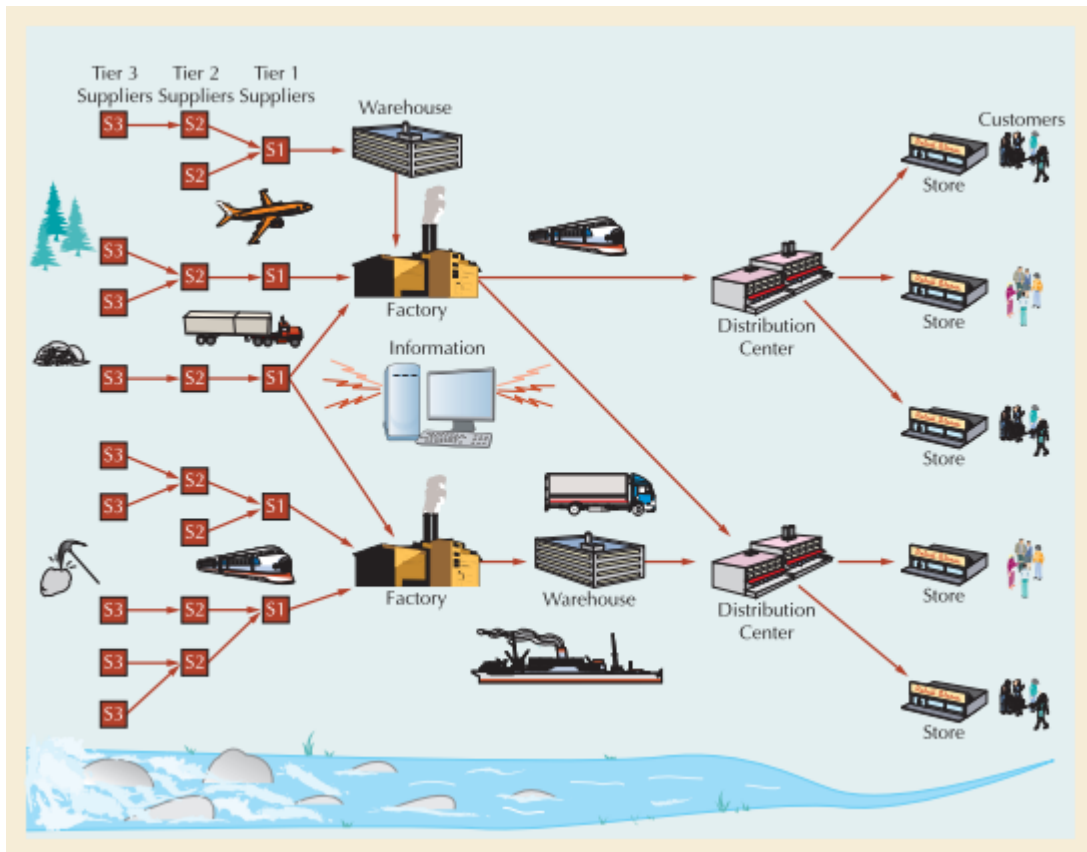 Tier 3 Tier 2 Tier 1
Suppliers Suppliers Suppliers
Warehouse
Customers
S3 S2
S1
S2
Store
S3
S2 S1
S3
Factory
Distribution
Center
Store
Information
S3 S2 S1
Store
S3
S2
S3
S1
S2
Factory
Warehouse
Distribution
Center
Store
S3 S2 S1
S3 S2
S3
Store